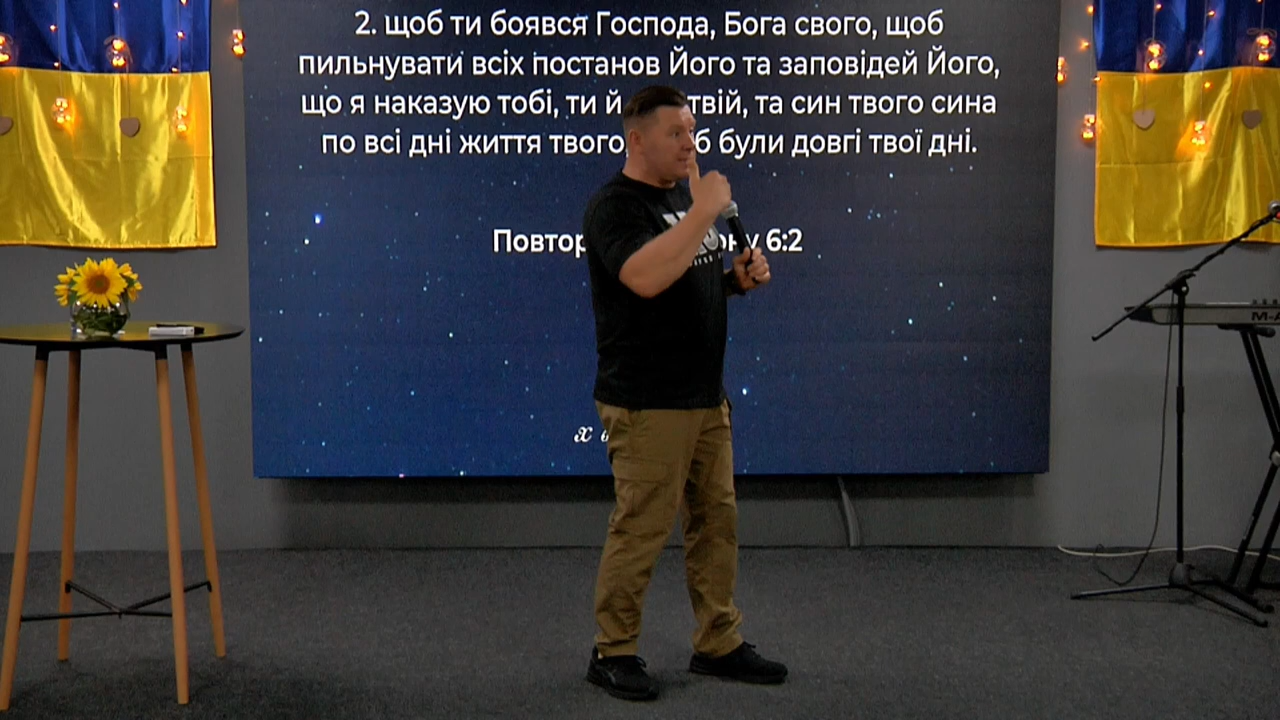 2. щоб ти боявся Господа, Бога свого, щоб
пильнувати всіх постанов Його та заповідей Його,
що я наказую тобі, ти й твій, та син твого сина
по всі дні життя твого, були довгі твої дні.
6:2